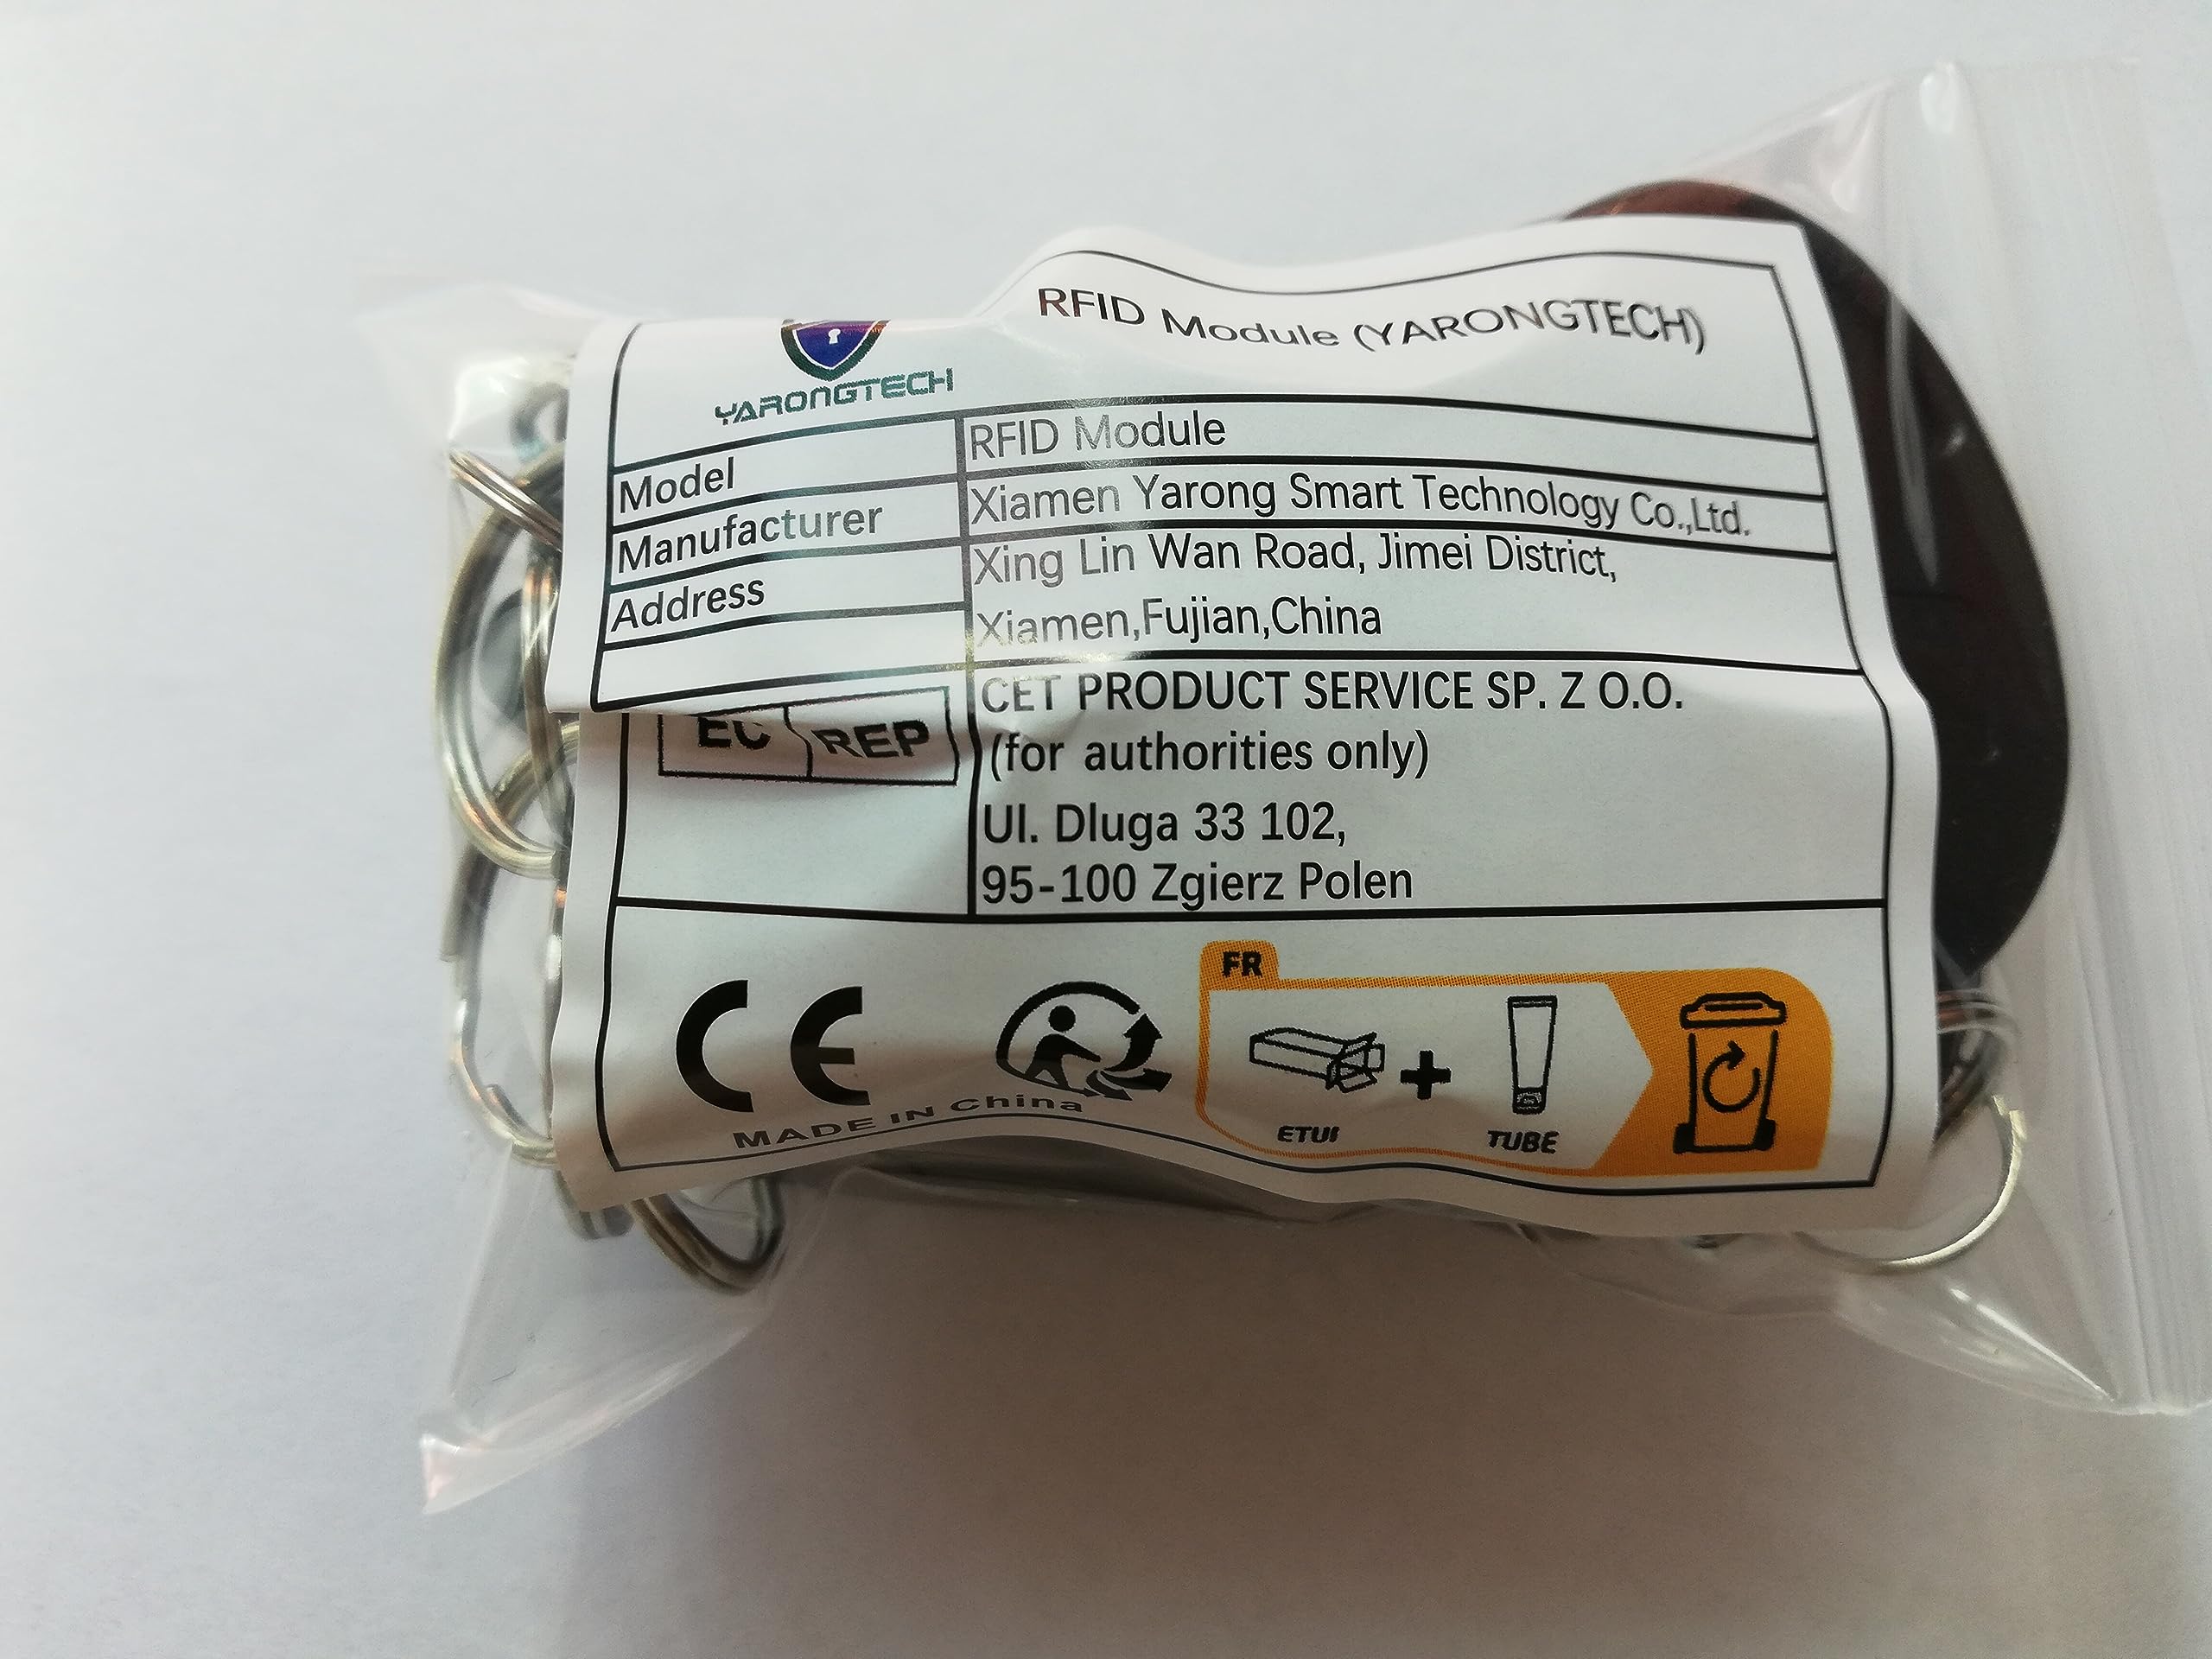 YARONGTECH
RFID Module (YARONGTECH)
Model
RFID Module
Manufacturer
Xiamen Yarong Smart Technology Co.,Ltd.
Address
Xing Lin Wan Road, Jimei District,
Xiamen,Fujian,China
EC REP
CET PRODUCT SERVICE SP. Z O.O.
(for authorities only)
Ul. Dluga 33 102,
95-100 Zgierz Polen
CE
MADE IN China
FR
ETUI
+
TUBE